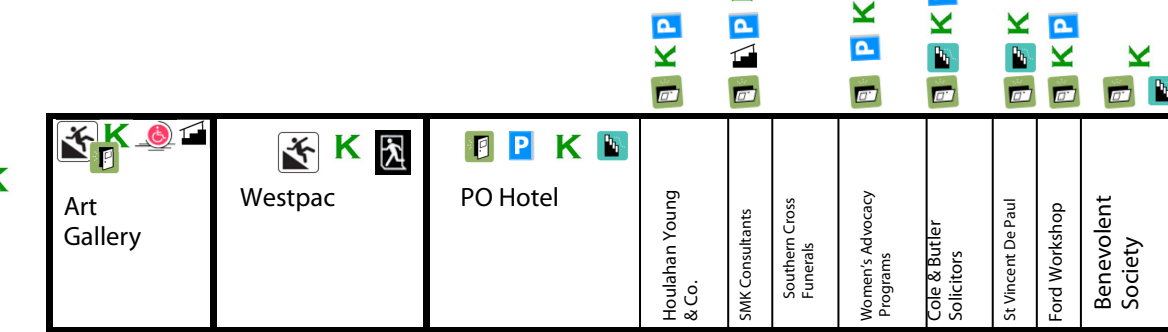 K P
P
P K
K
K
K P
K
K
K
K
P K
Art
Gallery
Westpac
PO Hotel
Houlahan Young
& Co.
SMK Consultants
Southern Cross
Funerals
Women's Advocacy
Programs
Cole & Butler
Solicitors
St Vincent De Paul
Ford Workshop
Benevolent
Society